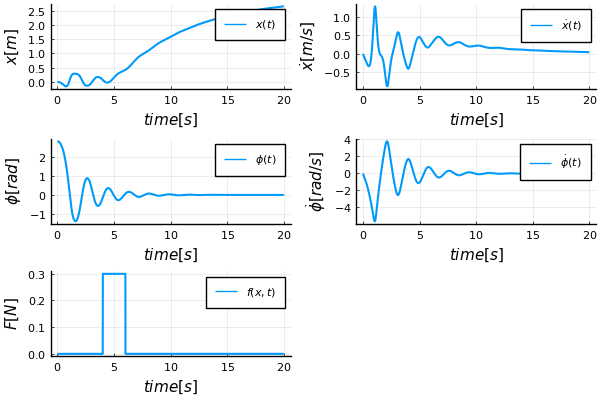 x[m]
2.5
2.0
1.5
1.0
0.5
0.0
x(t)
0 5 10 15 20
time[s]
ẋ[m/s]
1.0
0.5
0.0
−0.5
ẋ(t)
0 5 10 15 20
time[s]
ϕ[rad]
2
1
0
−1
ϕ(t)
0 5 10 15 20
time[s]
ϕ̇[rad/s]
4
2
0
−2
−4
ϕ̇(t)
0 5 10 15 20
time[s]
F[N]
0.3
0.2
0.1
0.0
f(x, t)
0 5 10 15 20
time[s]